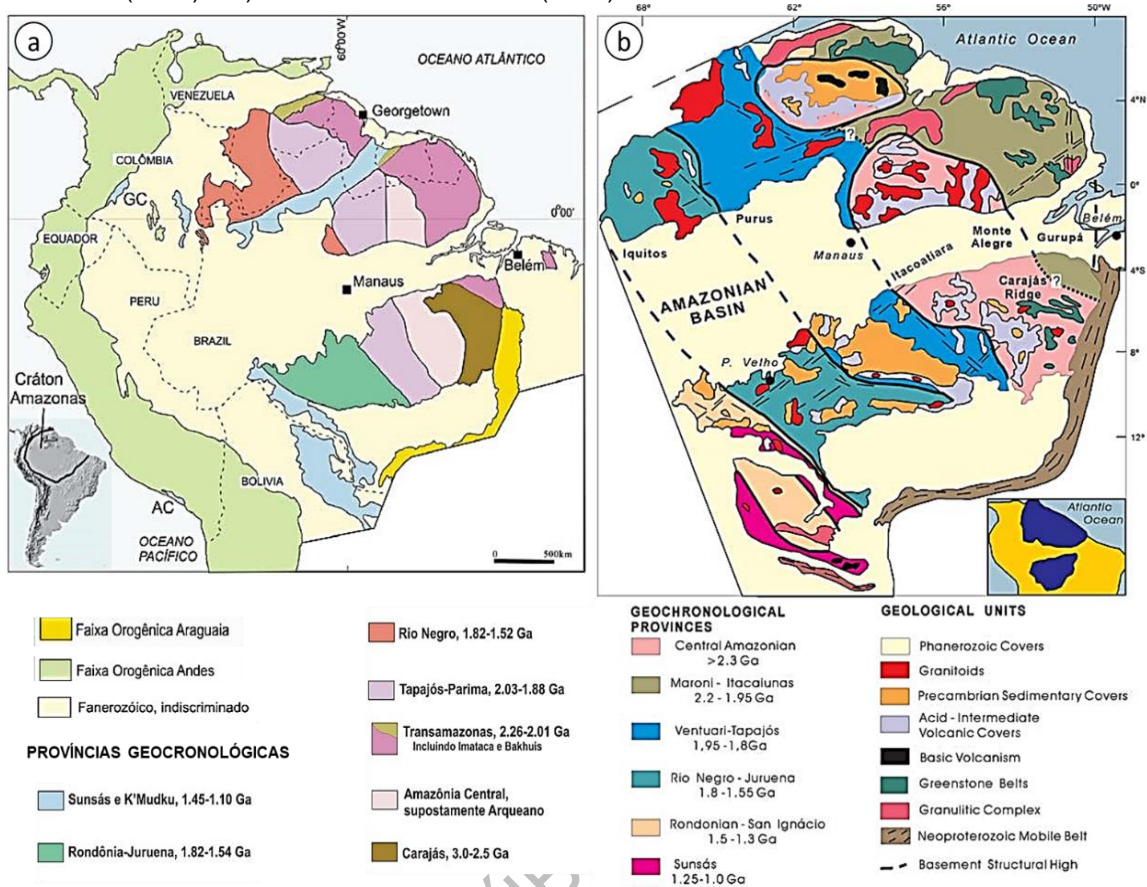 a
60°00'W
OCEANO ATLÂNTICO
VENEZUELA
Georgetown
COLÔMBIA
GC
0°00'
EQUADOR
Belém
Manaus
PERU
BRAZIL
Cráton
Amazonas
BOLIVIA
AC
OCEANO
PACÍFICO
0
500km
68°
62°
56°
50°W
b
Atlantic Ocean
4°N
?
0°
Belém
Purus
Monte
Alegre
Gurupá
Iquitos
Manaus
Itacoatiara
4°S
Carajás
Ridge
?
AMAZONIAN
BASIN
P. Velho
8°
12°
Atlantic
Ocean
Faixa Orogênica Araguaia
Faixa Orogênica Andes
Fanerozóico, indiscriminado
PROVÍNCIAS GEOCRONOLÓGICAS
Sunsás e K'Mudku, 1.45-1.10 Ga
Rondônia-Juruena, 1.82-1.54 Ga
Rio Negro, 1.82-1.52 Ga
Tapajós-Parima, 2.03-1.88 Ga
Transamazonas, 2.26-2.01 Ga
Incluindo Imataca e Bakhuis
Amazônia Central,
supostamente Arqueano
Carajás, 3.0-2.5 Ga
GEOCHRONOLOGICAL
PROVINCES
Central Amazonian
>2.3 Ga
Maroni - Itacalunas
2.2 - 1.95 Ga
Ventuari-Tapajós
1,95 -1,8Ga
Rio Negro - Juruena
1.8 - 1.55 Ga
Rondonian - San Ignácio
1.5 - 1.3 Ga
Sunsás
1.25 -1.0 Ga
GEOLOGICAL UNITS
Phanerozoic Covers
Granitoids
Precambrian Sedimentary Covers
Acid - Intermediate
Volcanic Covers
Basic Volcanism
Greenstone Belts
Granulitic Complex
Neoproterozoic Mobile Belt
Basement Structural High